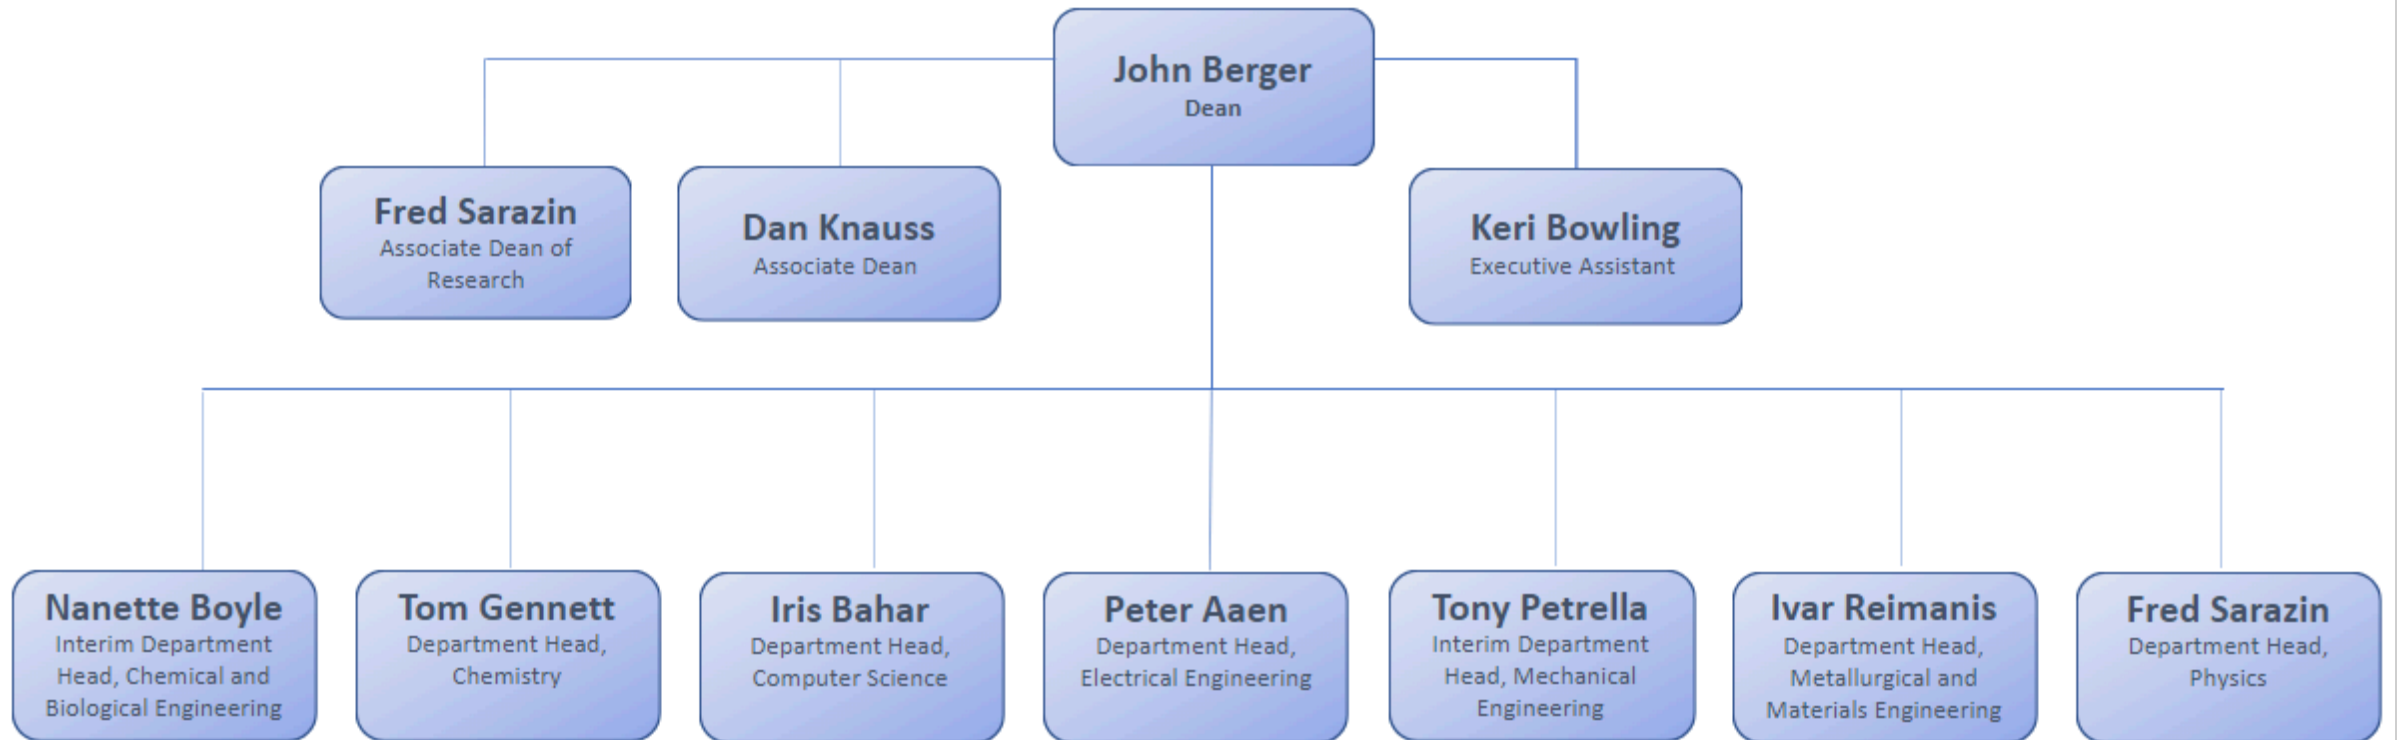 John Berger
Dean
Fred Sarazin
Associate Dean of
Research
Dan Knauss
Associate Dean
Keri Bowling
Executive Assistant
Nanette Boyle
Interim Department
Head, Chemical and
Biological Engineering
Tom Gennett
Department Head,
Chemistry
Iris Bahar
Department Head,
Computer Science
Peter Aaen
Department Head,
Electrical Engineering
Tony Petrella
Interim Department
Head, Mechanical
Engineering
Ivar Reimanis
Department Head,
Metallurgical and
Materials Engineering
Fred Sarazin
Department Head,
Physics